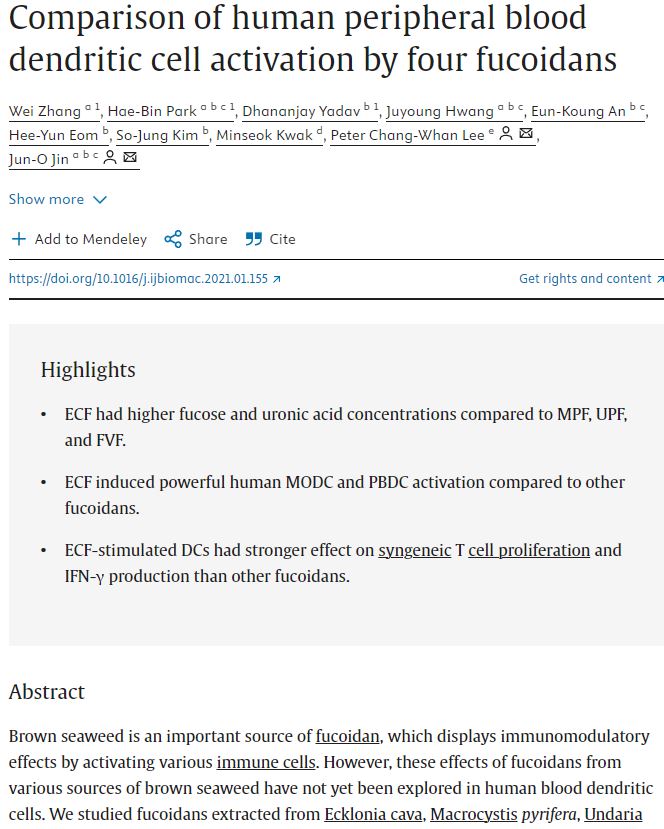 Comparison of human peripheral blood
dendritic cell activation by four fucoidans
Wei Zhang a 1, Hae-Bin Park a b c 1, Dhananjay Yadav b 1, Juyoung Hwang a b c, Eun-Koung An b c,
Hee-Yun Eom b, So-Jung Kim b, Minseok Kwak d, Peter Chang-Whan Lee e,
Jun-O Jin a b c
Show more
Add to Mendeley Share Cite
https://doi.org/10.1016/j.ijbiomac.2021.01.155 Get rights and content
Highlights
• ECF had higher fucose and uronic acid concentrations compared to MPF, UPF,
and FVF.
• ECF induced powerful human MODC and PBDC activation compared to other
fucoidans.
• ECF-stimulated DCs had stronger effect on syngeneic T cell proliferation and
IFN-γ production than other fucoidans.
Abstract
Brown seaweed is an important source of fucoidan, which displays immunomodulatory
effects by activating various immune cells. However, these effects of fucoidans from
various sources of brown seaweed have not yet been explored in human blood dendritic
cells. We studied fucoidans extracted from Ecklonia cava, Macrocystis pyrifera, Undaria